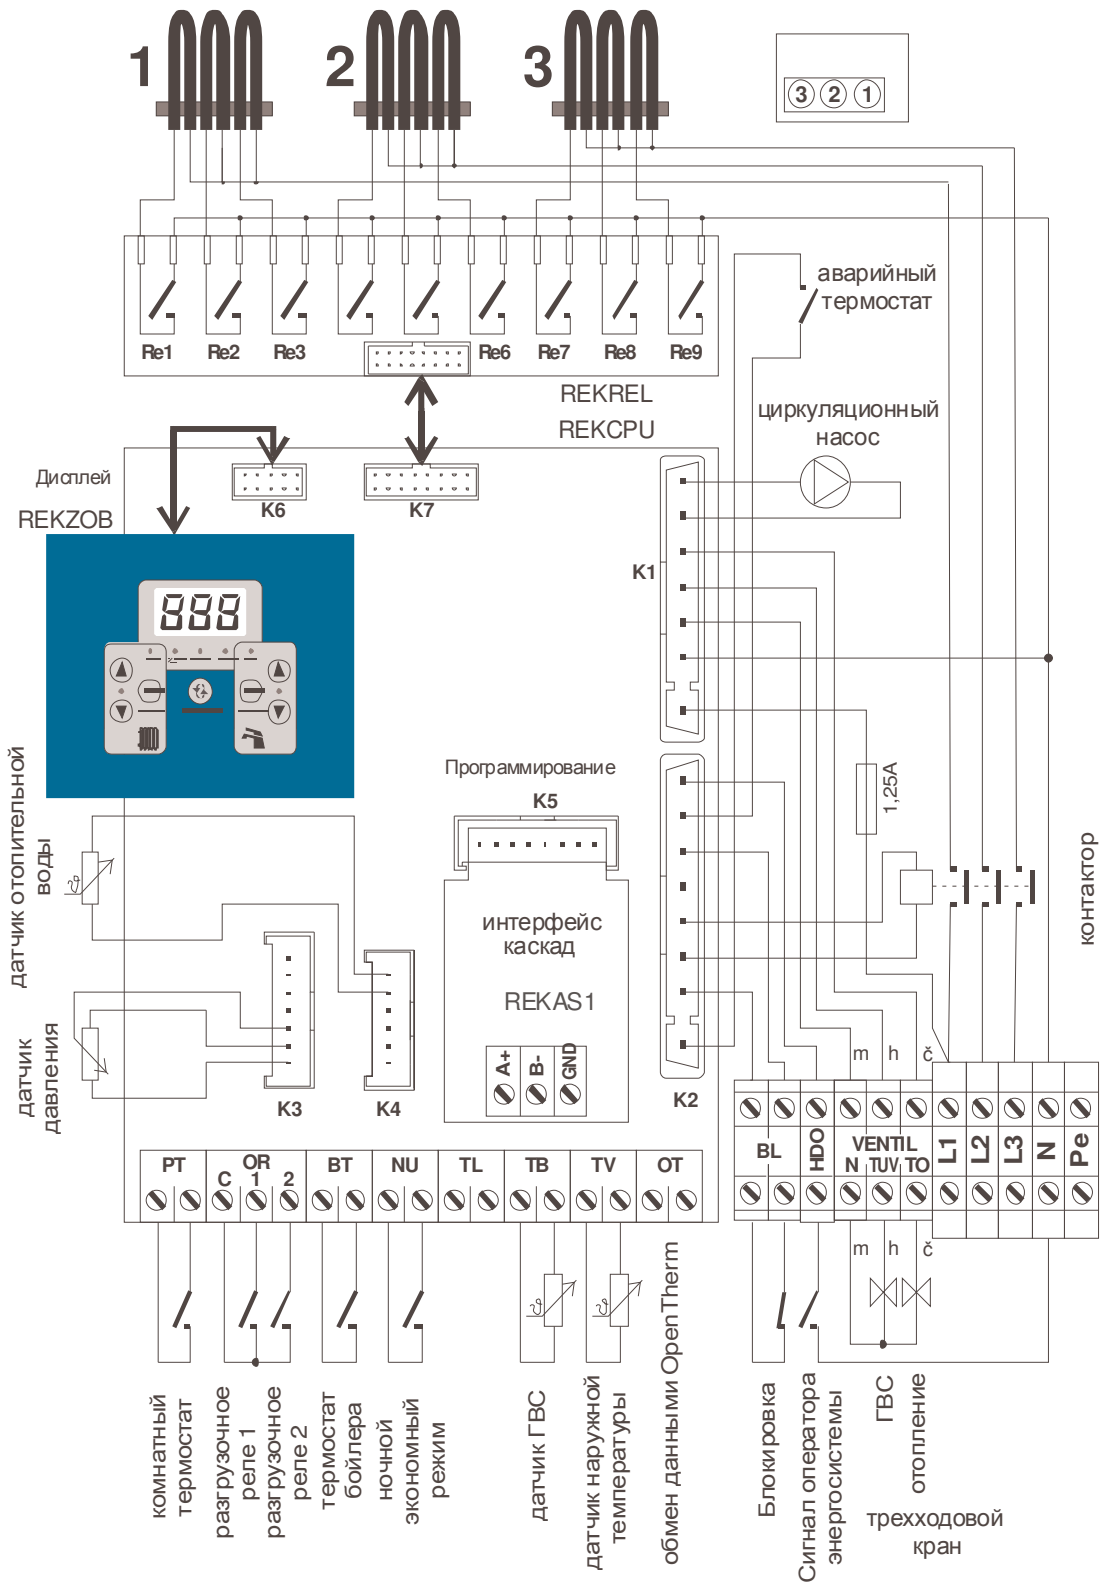 1 2 3
3 2 1
Re1 Re2 Re3 Re6 Re7 Re8 Re9
REKREL
REKCPU
аварийный
термостат
циркуляционный
насос
Дисплей
REKZOB
K6
K7
K1
888
1,25A
контактор
Программирование
K5
интерфейс
каскад
REKAS1
A+ B- GND
K2
датчик отопительной
воды
датчик
давления
K3
K4
m h č
BL HDO VENTIL
N TUV TO
L1 L2 L3 N Pe
PT OR BT NU TL TB TV OT
C 1 2
m h č
комнатный
термостат
разгрузочное
реле 1
разгрузочное
реле 2
термостат
бойлера
ночной
экономный
режим
датчик ГВС
датчик наружной
температуры
обмен данными OpenTherm
Блокировка
Сигнал оператора
энергосистемы
ГВС
отопление
трехходовой
кран